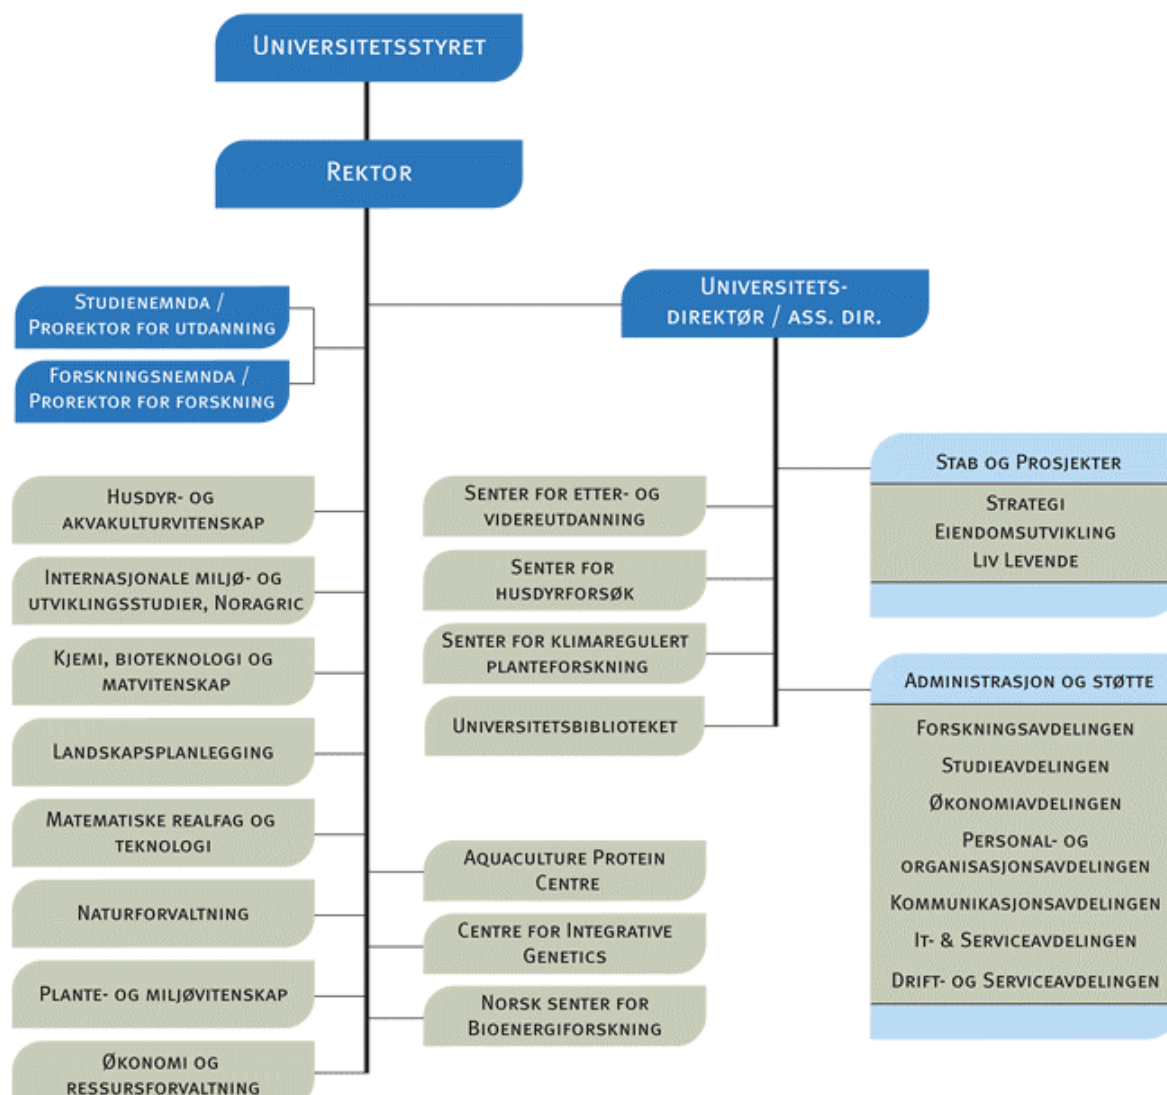 Universitetsstyret
Rektor
Studienemnda /
Prorektor for utdanning
Forskningsnemnda /
Prorektor for forskning
Universitets-
direktør / ass. dir.
Husdyr- og
akvakulturvitenskap
Internasjonale miljø- og
utviklingsstudier, Noragric
Kjemi, bioteknologi og
matvitenskap
Landskapsplanlegging
Matematiske realfag og
teknologi
Naturforvaltning
Plante- og miljøvitenskap
Økonomi og
ressursforvaltning
Senter for etter- og
videreutdanning
Senter for
husdyrforsøk
Senter for klimaregulert
planteforskning
Universitetsbiblioteket
Aquaculture Protein
Centre
Centre for Integrative
Genetics
Norsk senter for
Bioenergiforskning
Stab og Prosjekter
Strategi
Eiendomsutvikling
Liv Levende
Administrasjon og støtte
Forskningsavdelingen
Studieavdelingen
Økonomiavdelingen
Personal- og
organisasjonsavdelingen
Kommunikasjonsavdelingen
It- & Serviceavdelingen
Drift- og Serviceavdelingen